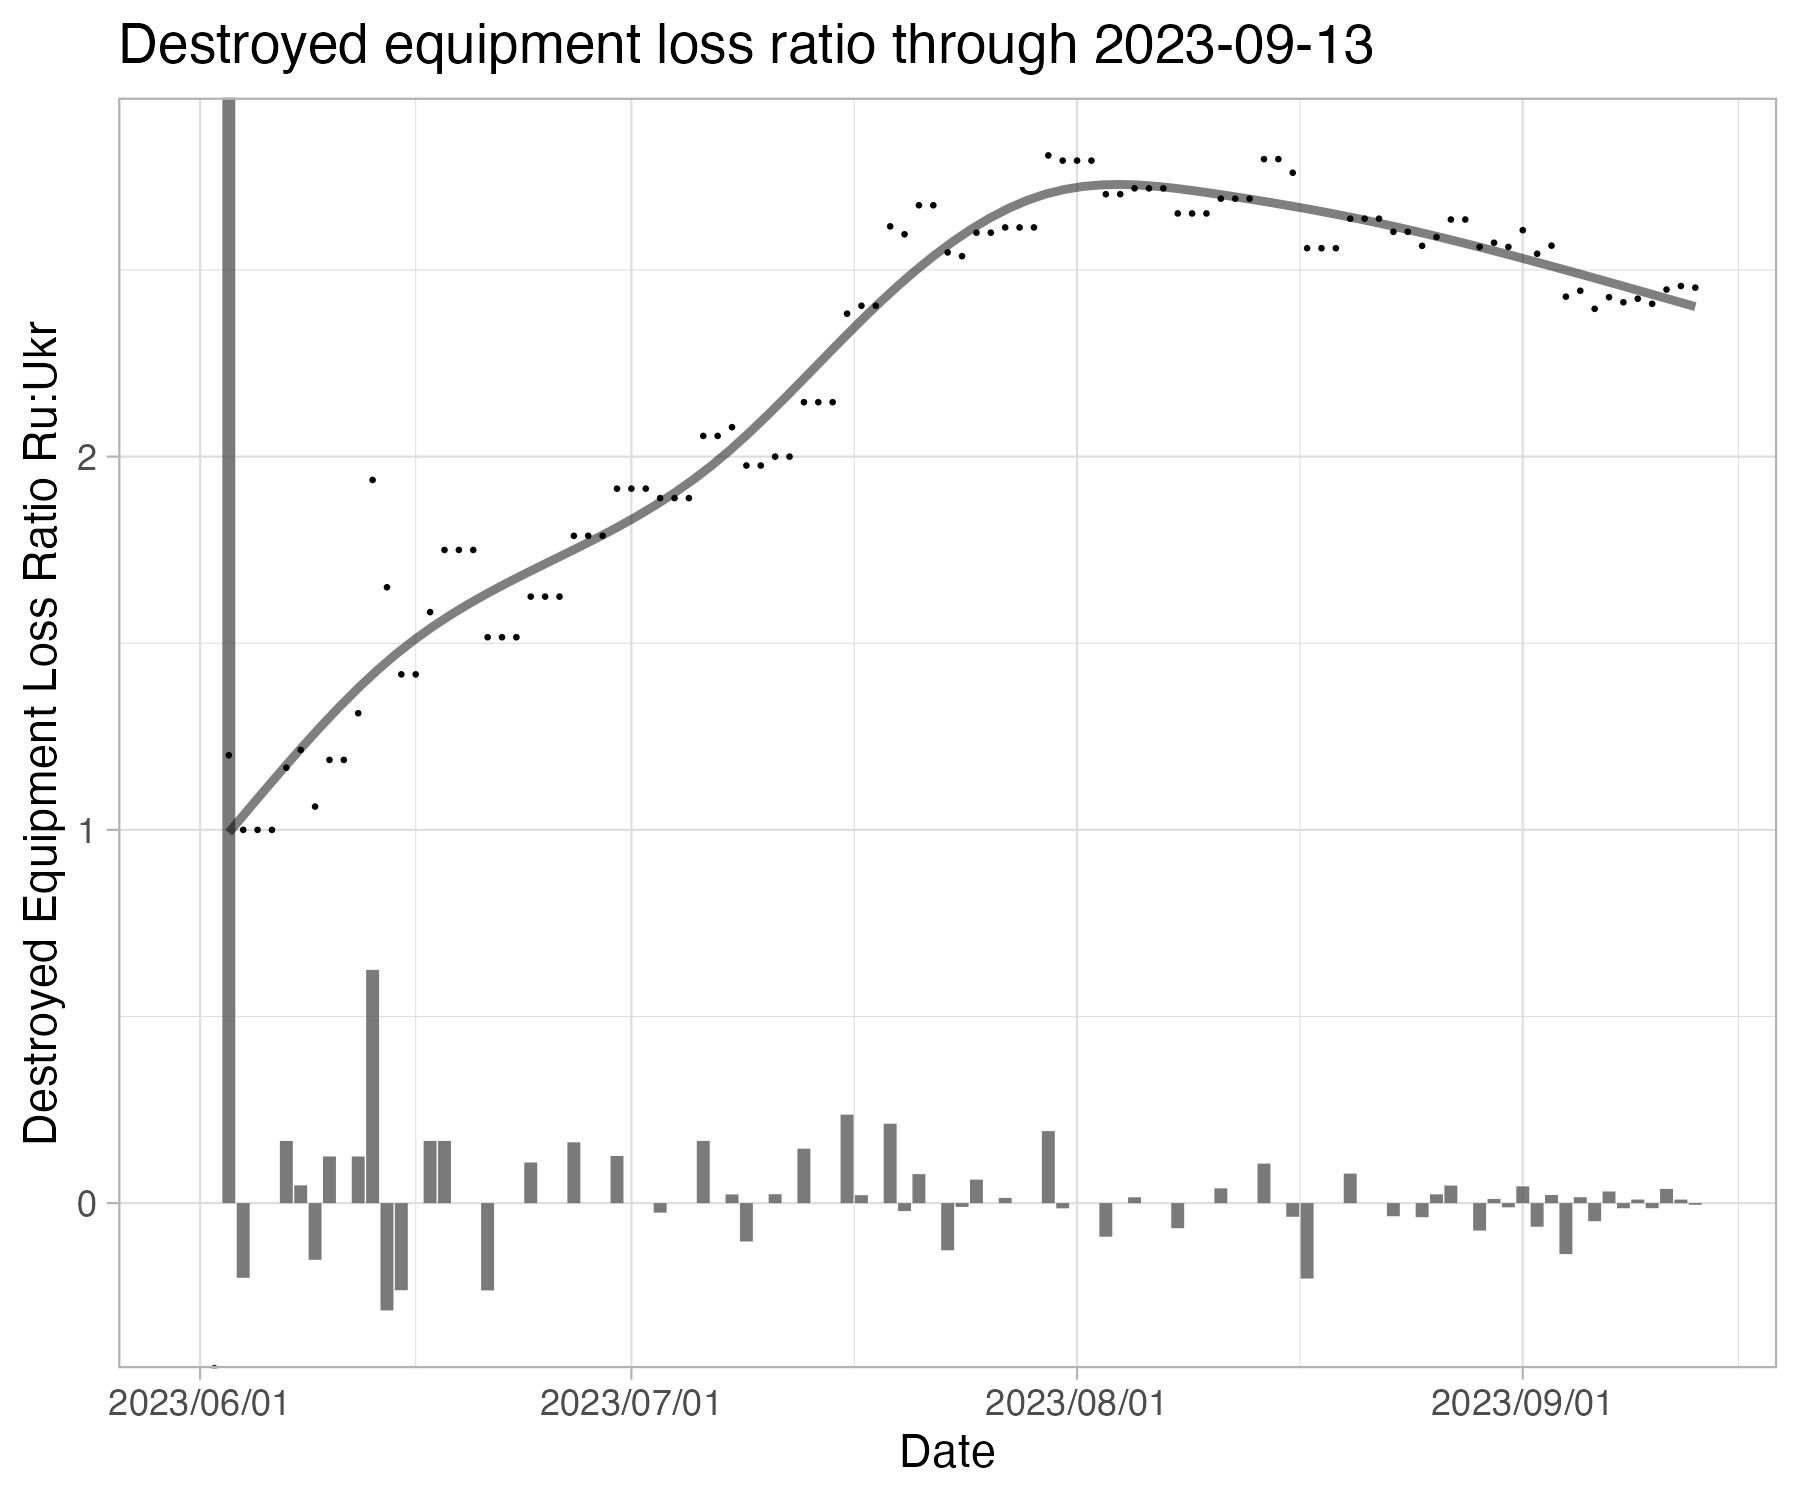 Destroyed equipment loss ratio through 2023-09-13
Destroyed Equipment Loss Ratio Ru:Ukr
2
1
0
2023/06/01
2023/07/01
2023/08/01
2023/09/01
Date